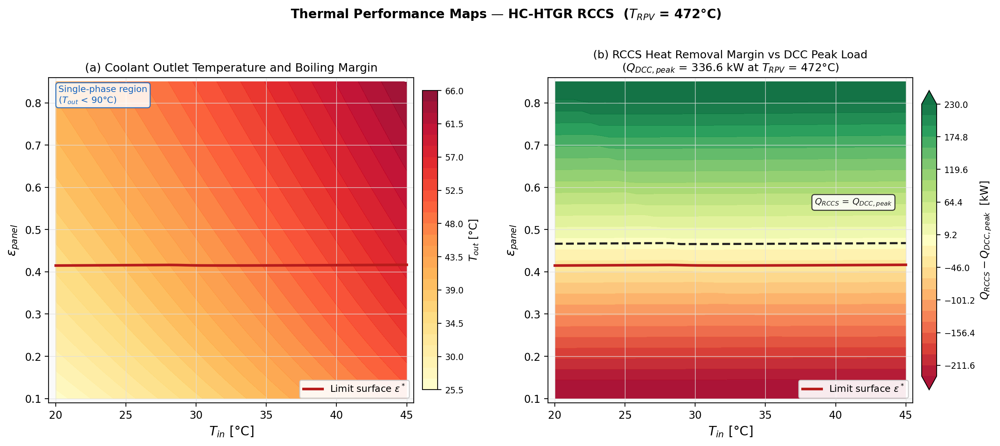 Thermal Performance Maps — HC-HTGR RCCS (T_RPV = 472°C)
(a) Coolant Outlet Temperature and Boiling Margin
Single-phase region
(T_out < 90°C)
ε_panel
0.8
0.7
0.6
0.5
0.4
0.3
0.2
0.1
Limit surface ε*
20 25 30 35 40 45
T_in [°C]
66.0
61.5
57.0
52.5
48.0
43.5
39.0
34.5
30.0
25.5
T_out [°C]
(b) RCCS Heat Removal Margin vs DCC Peak Load
(Q_DCC,peak = 336.6 kW at T_RPV = 472°C)
ε_panel
0.8
0.7
0.6
0.5
0.4
0.3
0.2
0.1
Q_RCCS = Q_DCC,peak
Limit surface ε*
20 25 30 35 40 45
T_in [°C]
230.0
174.8
119.6
64.4
9.2
−46.0
−101.2
−156.4
−211.6
Q_RCCS − Q_DCC,peak [kW]